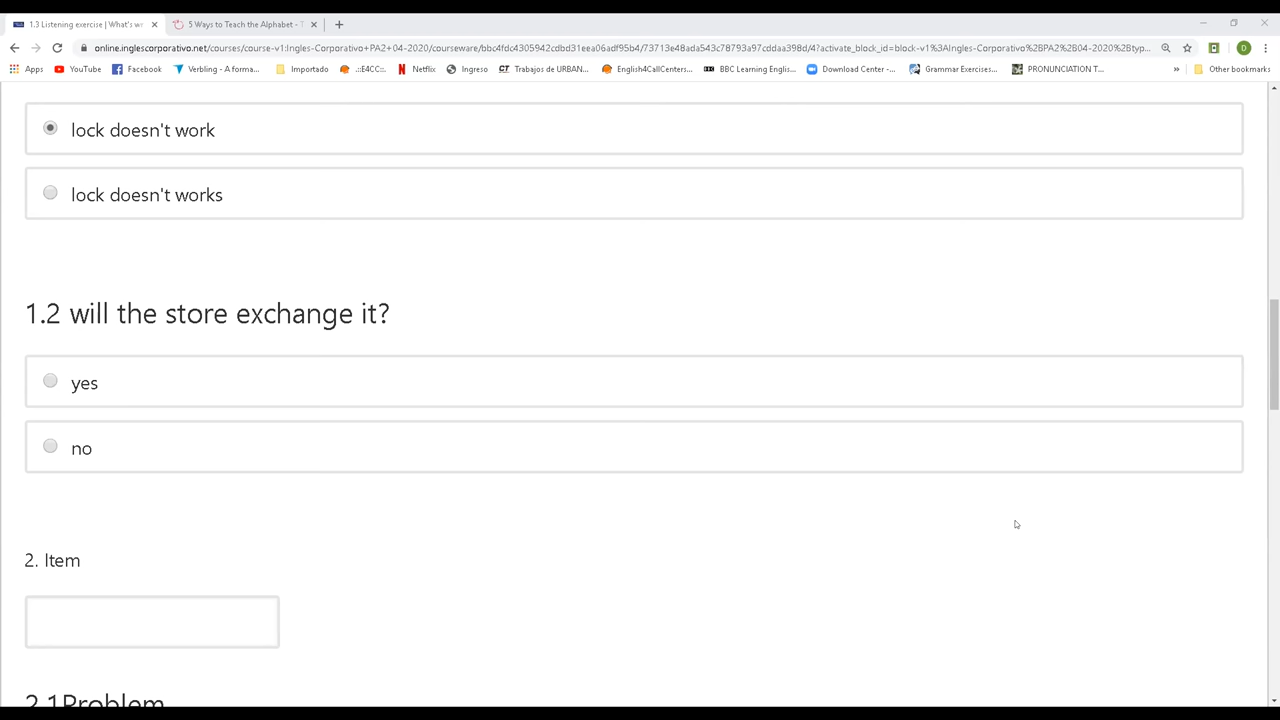 1.3 Listening exercise | What's wr
5 Ways to Teach the Alphabet - T
online.inglescorporativo.net/courses/course-v1:Ingles-Corporativo+PA2+04-2020/courseware/bbc4fdc4305942cdbd31eea06adf95b4/73713e48ada543c78793a97cddaa398d/4?activate_block_id=block-v1%3AIngles-Corporativo%2BPA2%2B04-2020%2Btyp...
D
Apps YouTube Facebook Verbling - A forma... Importado .::E4CC::. Netflix Ingreso CT Trabajos de URBAN... English4CallCenters... BBC Learning Englis... Download Center -... Grammar Exercises... PRONUNCIATION T... » Other bookmarks
lock doesn't work
lock doesn't works
1.2 will the store exchange it?
yes
no
2. Item
2.1Problem